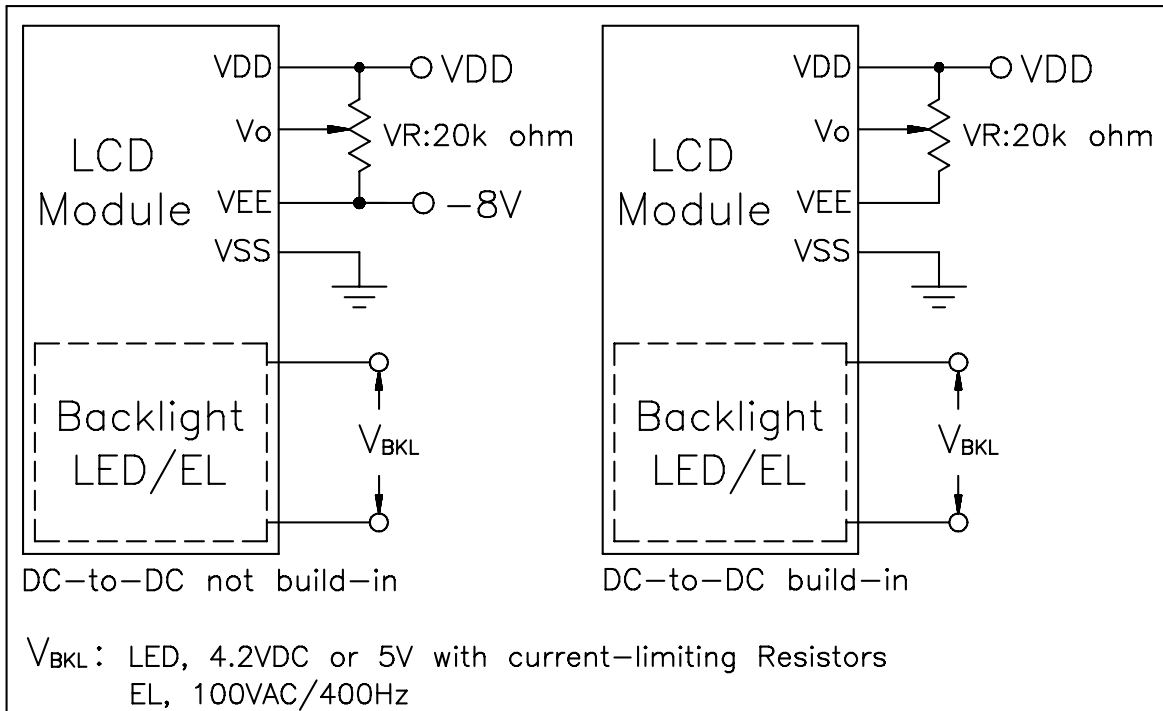 VDD
VDD
Vo
VR:20k ohm
LCD
Module
VEE
-8V
VSS
Backlight
LED/EL
VBKL
DC-to-DC not build-in
VDD
VDD
Vo
VR:20k ohm
LCD
Module
VEE
VSS
Backlight
LED/EL
VBKL
DC-to-DC build-in
VBKL: LED, 4.2VDC or 5V with current-limiting Resistors
EL, 100VAC/400Hz